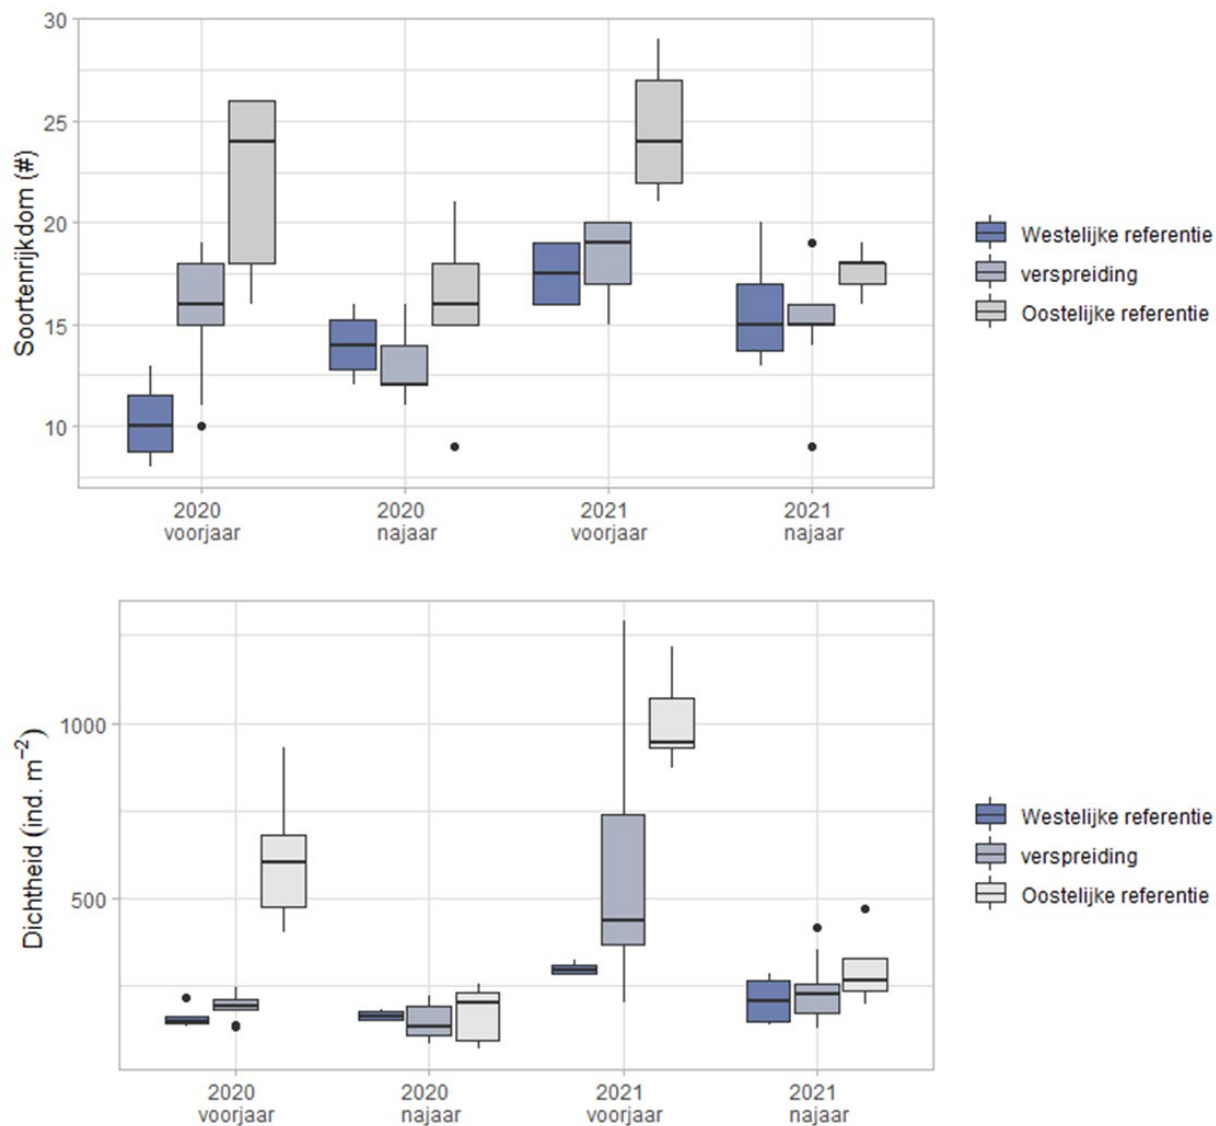 Soortenrijkdom (#)
30
25
20
15
10
2020
voorjaar
2020
najaar
2021
voorjaar
2021
najaar
Westelijke referentie
verspreiding
Oostelijke referentie
Dichtheid (ind. m⁻²)
1000
500
2020
voorjaar
2020
najaar
2021
voorjaar
2021
najaar
Westelijke referentie
verspreiding
Oostelijke referentie